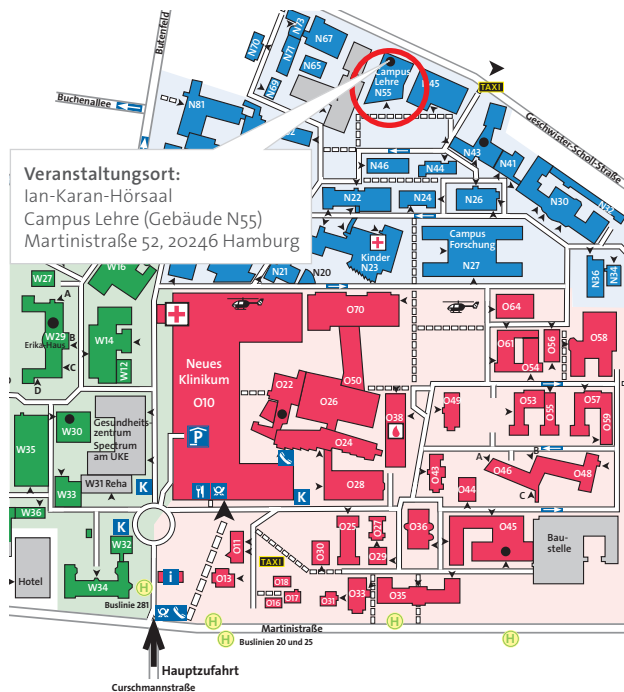 Butenfeld
N73
N67
N70
N71
N65
N69
Campus
Lehre
N55
N45
TAXI
Buchenallee
N81
Geschwister-Scholl-Straße
N43
N41
N46
N44
N30
N32
Veranstaltungsort:
Ian-Karan-Hörsaal
Campus Lehre (Gebäude N55)
Martinistraße 52, 20246 Hamburg
N22
N24
N26
Kinder
N23
Campus
Forschung
N27
N21
N20
N36
N34
W16
W27
A
W29
Erika-Haus
B
C
D
W14
W12
O70
O64
O61
O56
O58
O54
Neues
Klinikum
O10
O50
O22
O26
O38
O24
O28
O49
O53
O55
O57
O59
W30
Gesundheits-
zentrum
Spectrum
am UKE
W31 Reha
W35
W33
W36
K
P
K
O43
A
O46
B
O48
C
O44
K
W32
W34
Hotel
i
Buslinie 281
H
O11
O13
TAXI
O18
O16
O17
O30
O25
O27
O29
O31
O33
O36
O35
O45
Bau-
stelle
H
H
H
H
Martinistraße
Buslinien 20 und 25
Hauptzufahrt
Curschmannstraße